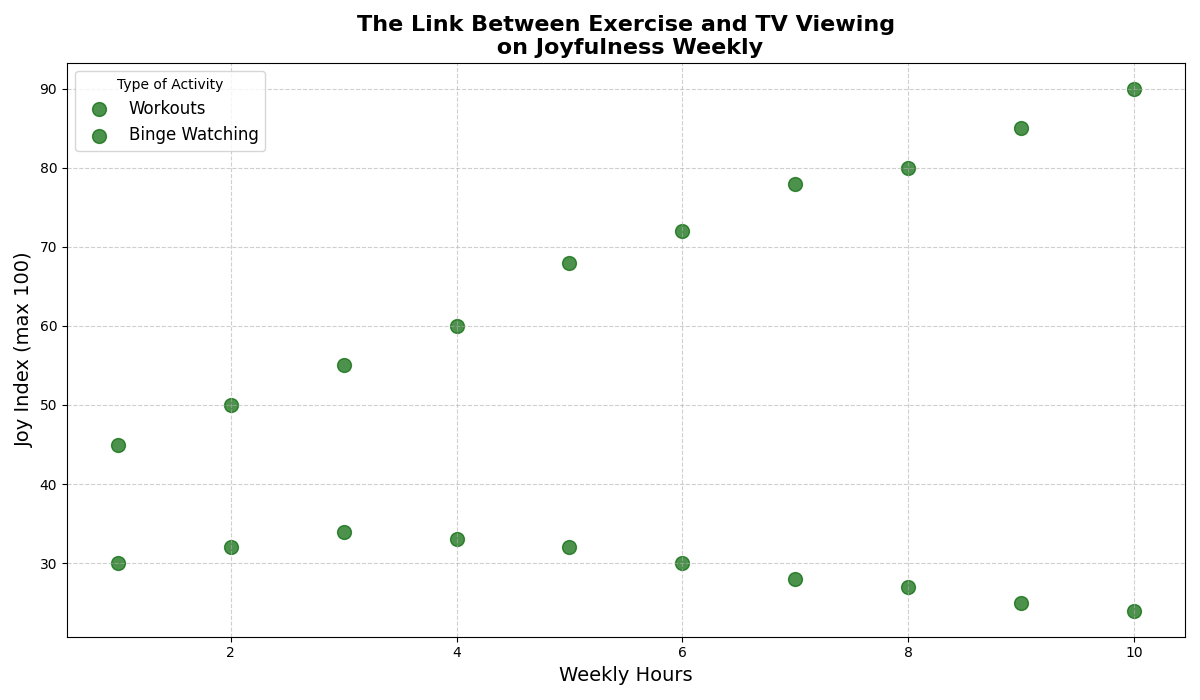 The Link Between Exercise and TV Viewing
on Joyfulness Weekly
Type of Activity
Workouts
Binge Watching
Joy Index (max 100)
90
80
70
60
50
40
30
2
4
6
8
10
Weekly Hours